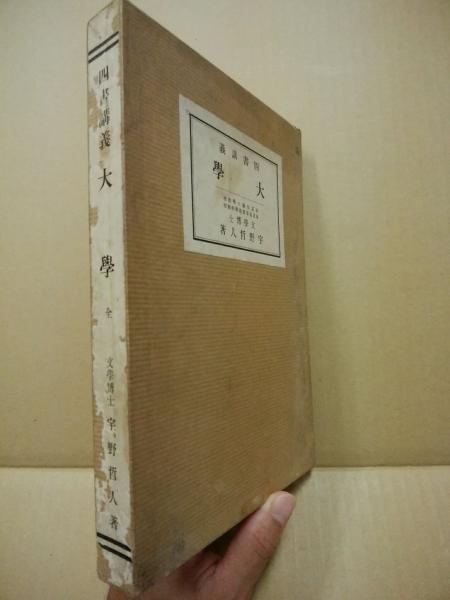 四書講義 大學 全 文學博士 宇野哲人著
四書講義
大學
文學博士
宇野哲人著